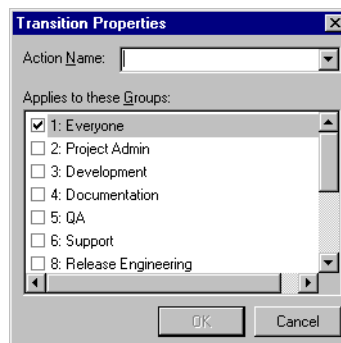 Transition Properties
Action Name:
Applies to these Groups:
1: Everyone
2: Project Admin
3: Development
4: Documentation
5: QA
6: Support
8: Release Engineering
OK Cancel